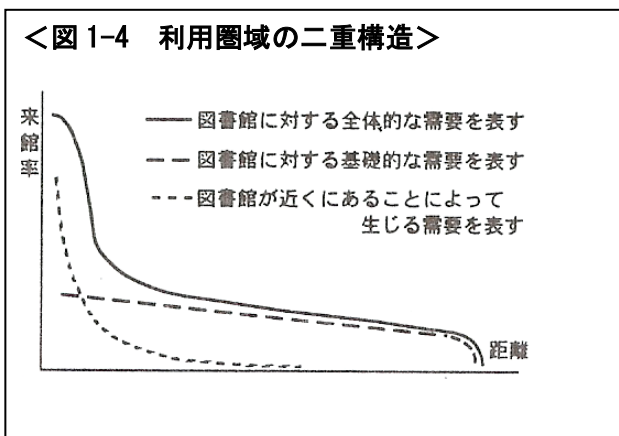 ＜図 1-4　利用圏域の二重構造＞
来館率
図書館に対する全体的な需要を表す
図書館に対する基礎的な需要を表す
図書館が近くにあることによって
生じる需要を表す
距離